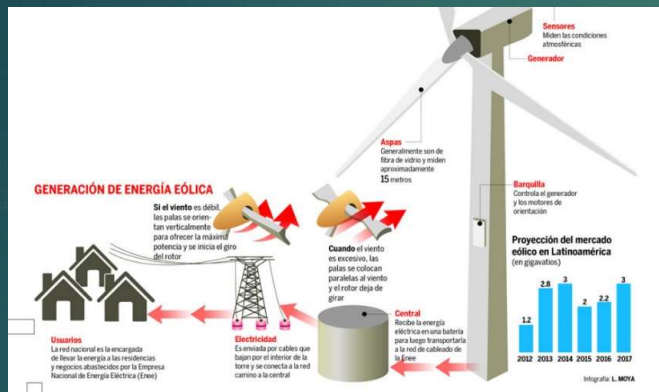 Sensores
Miden las condiciones
atmosféricas
Generador
Aspas
Generalmente son de
fibra de vidrio y miden
aproximadamente
15 metros
GENERACIÓN DE ENERGÍA EÓLICA
Si el viento es débil,
las palas se orien-
tan verticalmente
para ofrecer la máxima
potencia y se inicia el giro
del rotor
Cuando el viento
es excesivo, las
palas se colocan
paralelas al viento
y el rotor deja de
girar
Barquilla
Controla el generador
y los motores de
orientación
Proyección del mercado
eólico en Latinoamérica
(en gigavatios)
1.2
2.8
3
2
2.2
3
2012 2013 2014 2015 2016 2017
Usuarios
La red nacional es la encargada
de llevar la energía a las residencias
y negocios abastecidos por la Empresa
Nacional de Energía Eléctrica (Enee)
Electricidad
Es enviada por cables que
bajan por el interior de la
torre y se conecta a la red
camino a la central
Central
Recibe la energía
eléctrica en una batería
para luego transportarla
a la red de cableado de
la Enee
Infografía: L. MOYA